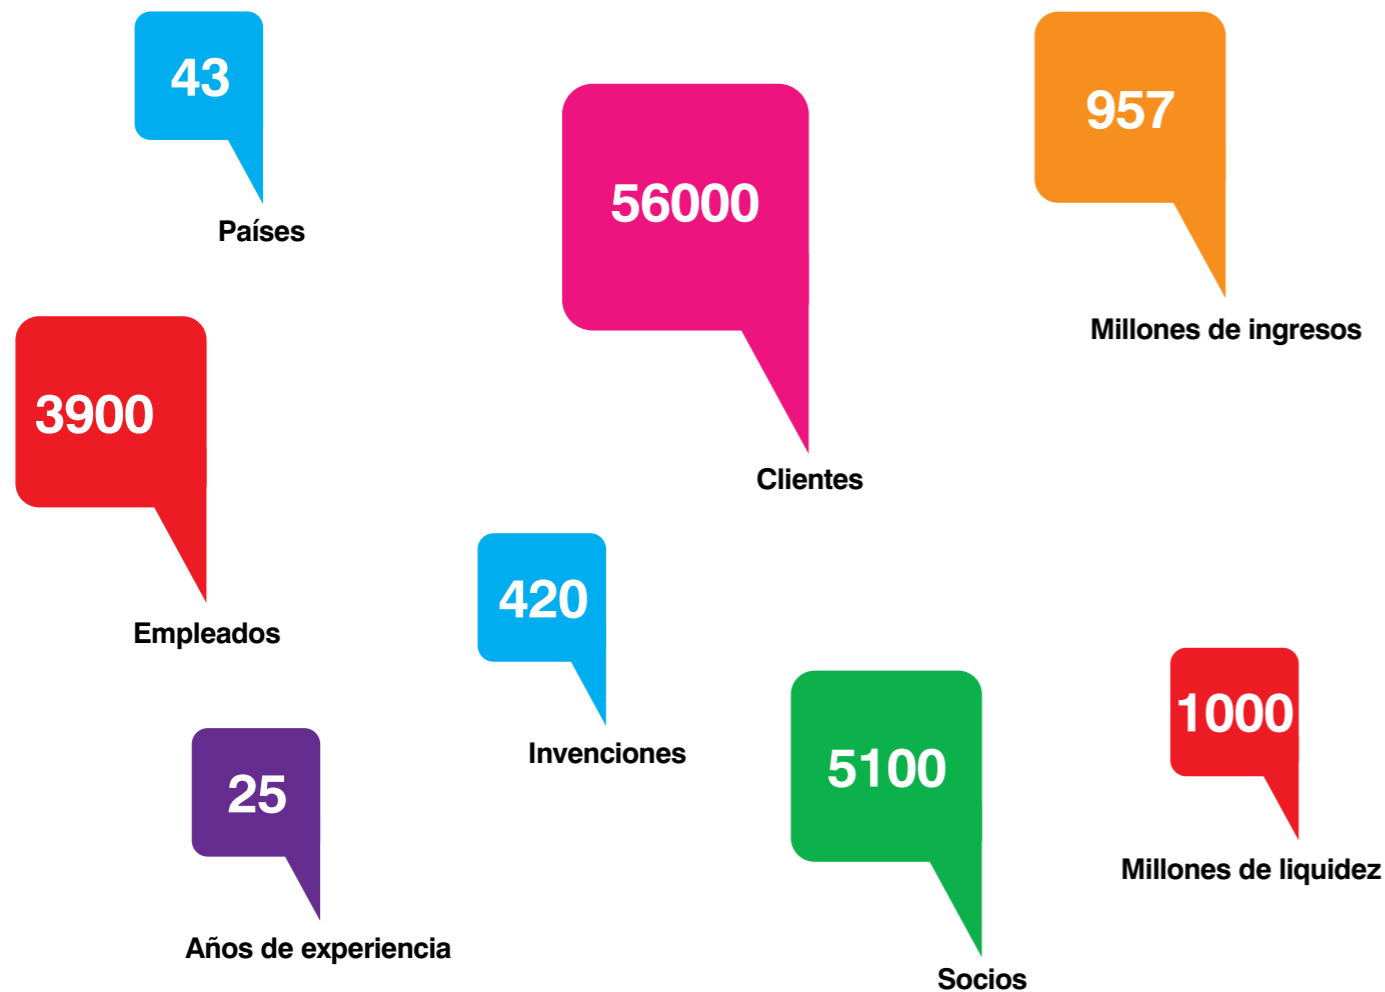 43
Países
56000
Clientes
957
Millones de ingresos
3900
Empleados
420
Invenciones
25
Años de experiencia
5100
Socios
1000
Millones de liquidez